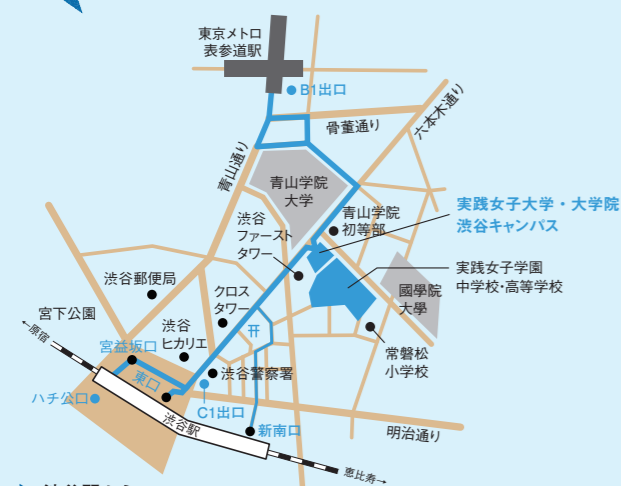 東京メトロ
表参道駅
B1出口
骨董通り
六本木通り
青山通り
青山学院
大学
青山学院
初等部
実践女子大学・大学院
渋谷キャンパス
渋谷
ファースト
タワー
実践女子学園
中学校・高等学校
國學院
大學
渋谷郵便局
クロス
タワー
宮下公園
渋谷
ヒカリエ
常磐松
小学校
←原宿
宮益坂口
渋谷警察署
東口
ハチ公口
C1出口
渋谷駅
新南口
明治通り
恵比寿→